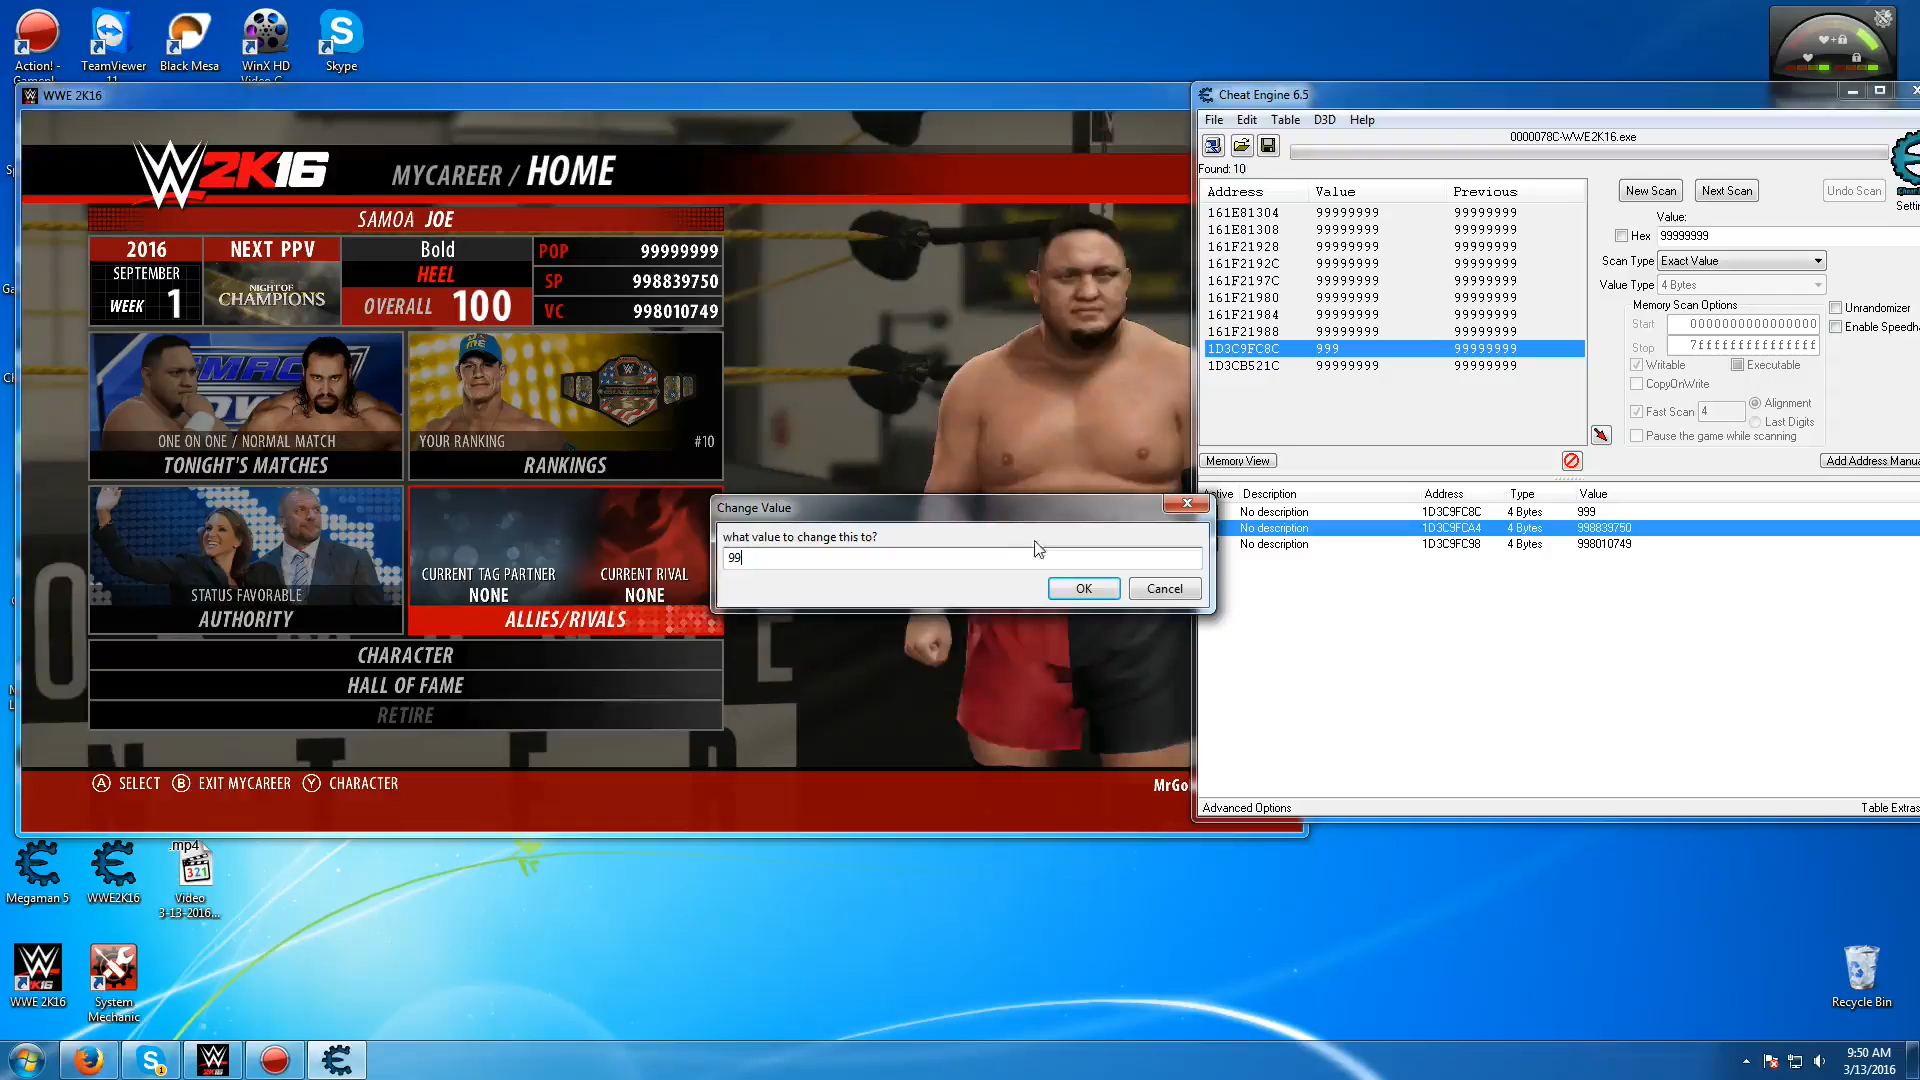 Action! -
TeamViewer
11
Black Mesa
WinX HD
Video C...
Skype
WWE 2K16
W 2K16
MYCAREER / HOME
SAMOA JOE
2016
SEPTEMBER
WEEK 1
NEXT PPV
NIGHT OF
CHAMPIONS
Bold
HEEL
OVERALL 100
POP 99999999
SP 998839750
VC 998010749
ONE ON ONE / NORMAL MATCH
TONIGHT'S MATCHES
YOUR RANKING #10
RANKINGS
STATUS FAVORABLE
AUTHORITY
CURRENT TAG PARTNER
NONE
CURRENT RIVAL
NONE
ALLIES/RIVALS
CHARACTER
HALL OF FAME
RETIRE
A SELECT B EXIT MYCAREER Y CHARACTER
MrGo
Change Value
what value to change this to?
99
OK Cancel
Cheat Engine 6.5
File Edit Table D3D Help
0000078C-WWE2K16.exe
Found: 10
Address Value Previous
161E81304 99999999 99999999
161E81308 99999999 99999999
161F21928 99999999 99999999
161F2192C 99999999 99999999
161F2197C 99999999 99999999
161F21980 99999999 99999999
161F21984 99999999 99999999
161F21988 99999999 99999999
1D3C9FC8C 999 99999999
1D3CB521C 99999999 99999999
New Scan Next Scan Undo Scan
Settin
Value:
Hex 99999999
Scan Type Exact Value
Value Type 4 Bytes
Memory Scan Options
Start 0000000000000000
Stop 7fffffffffffffff
Writable Executable
CopyOnWrite
Fast Scan 4 Alignment
Last Digits
Pause the game while scanning
Unrandomizer
Enable Speedh
Memory View
Add Address Manua
Active Description Address Type Value
No description 1D3C9FC8C 4 Bytes 999
No description 1D3C9FCA4 4 Bytes 998839750
No description 1D3C9FC98 4 Bytes 998010749
Advanced Options Table Extras
.mp4
321
Megaman 5
WWE2K16
Video
3-13-2016...
WWE 2K16
System
Mechanic
Recycle Bin
9:50 AM
3/13/2016